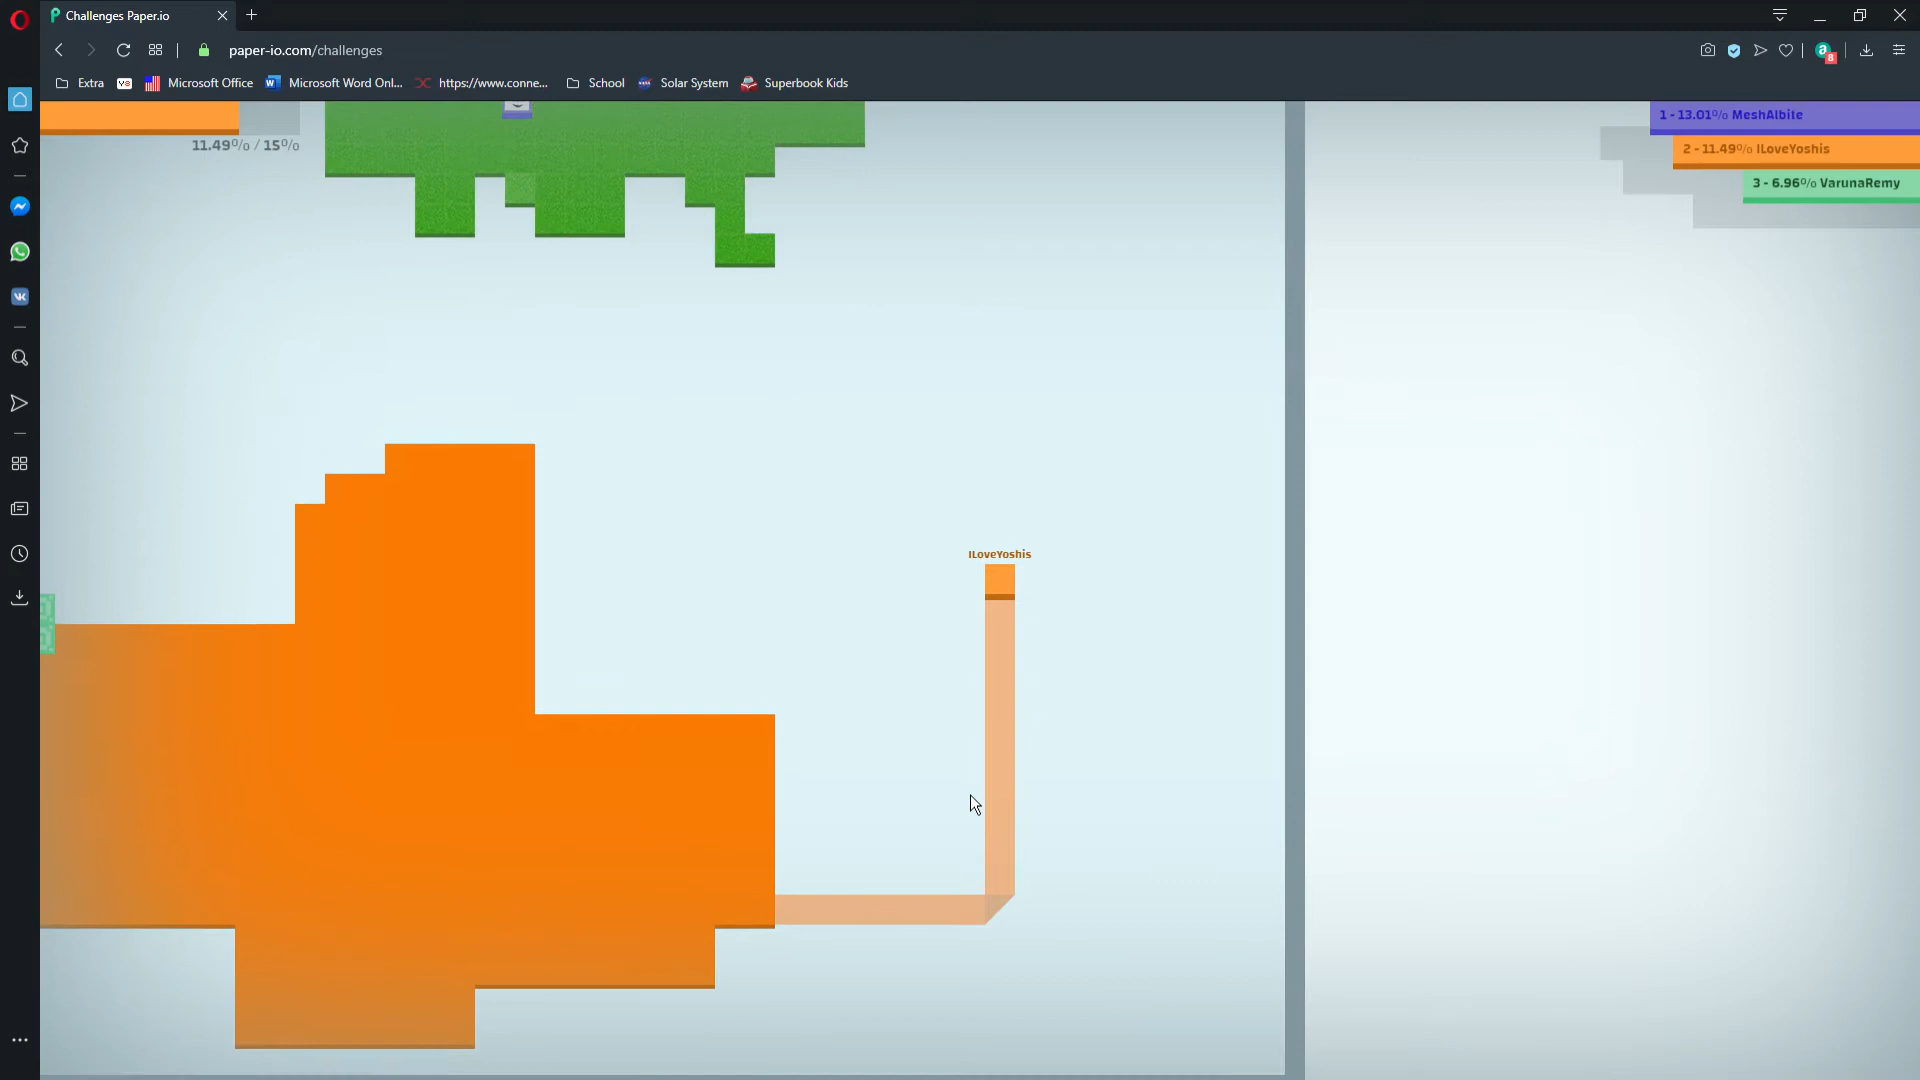 Challenges Paper.io
paper-io.com/challenges
Extra
Microsoft Office
Microsoft Word Onl...
https://www.conne...
School
Solar System
Superbook Kids
8
11.49% / 15%
1 - 13.01% MeshAlbite
2 - 11.49% ILoveYoshis
3 - 6.96% VarunaRemy
ILoveYoshis